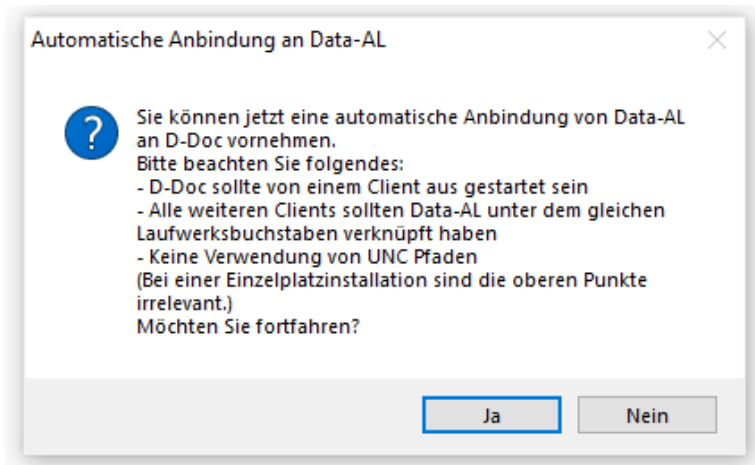 Automatische Anbindung an Data-AL
Sie können jetzt eine automatische Anbindung von Data-AL
an D-Doc vornehmen.
Bitte beachten Sie folgendes:
- D-Doc sollte von einem Client aus gestartet sein
- Alle weiteren Clients sollten Data-AL unter dem gleichen
Laufwerksbuchstaben verknüpft haben
- Keine Verwendung von UNC Pfaden
(Bei einer Einzelplatzinstallation sind die oberen Punkte
irrelevant.)
Möchten Sie fortfahren?
Ja
Nein